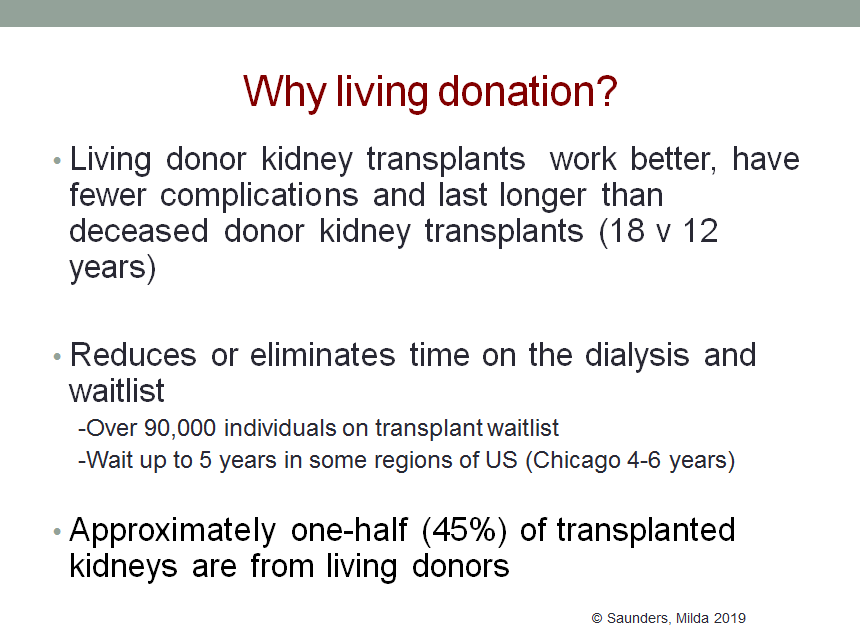 Why living donation?
• Living donor kidney transplants work better, have
fewer complications and last longer than
deceased donor kidney transplants (18 v 12
years)
• Reduces or eliminates time on the dialysis and
waitlist
-Over 90,000 individuals on transplant waitlist
-Wait up to 5 years in some regions of US (Chicago 4-6 years)
• Approximately one-half (45%) of transplanted
kidneys are from living donors
© Saunders, Milda 2019